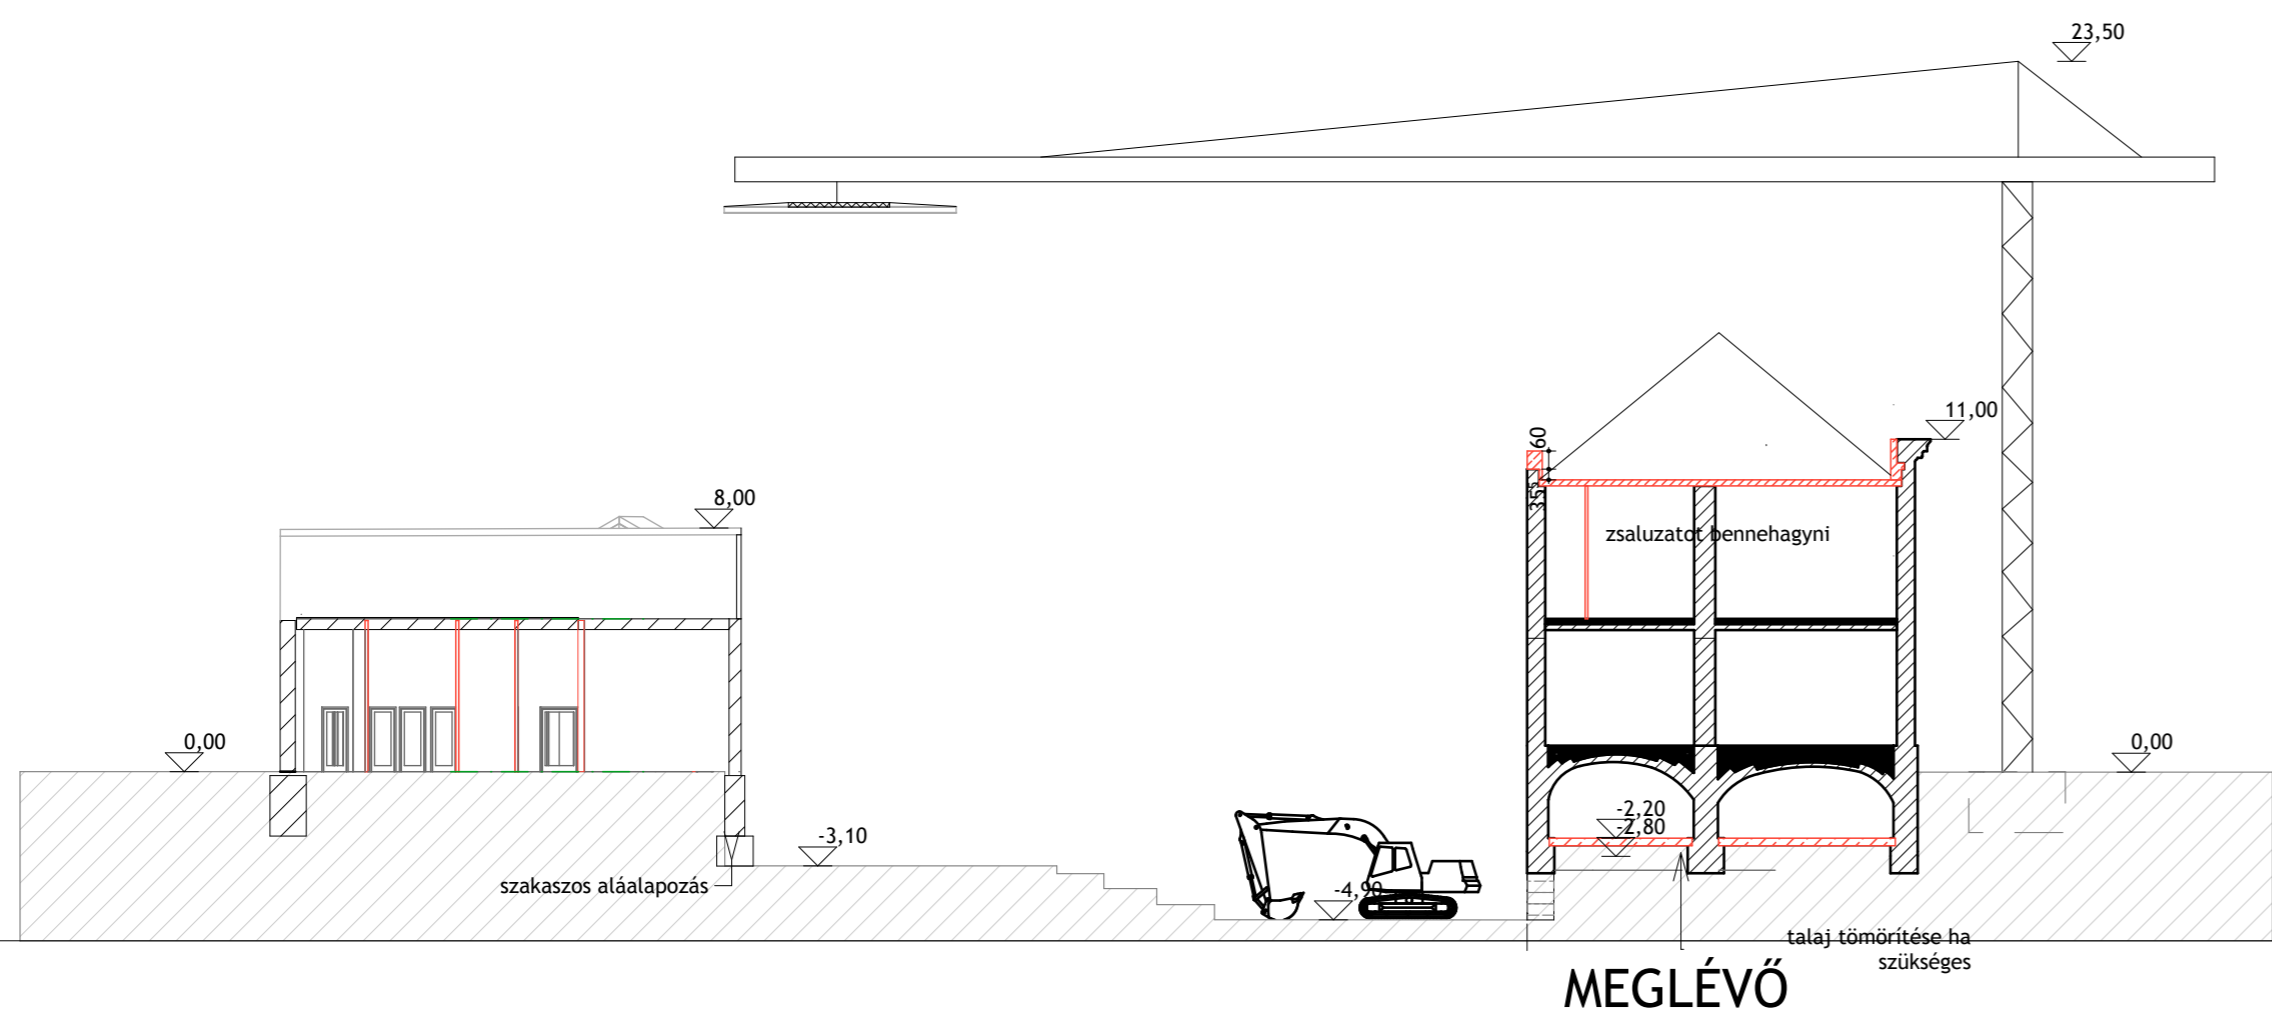 23,50
11,00
60
35⁵
8,00
zsaluzatot bennehagyni
0,00
0,00
-3,10
-2,20
-2,80
szakaszos aláalapozás
-4,90
talaj tömörítése ha
szükséges
MEGLÉVŐ